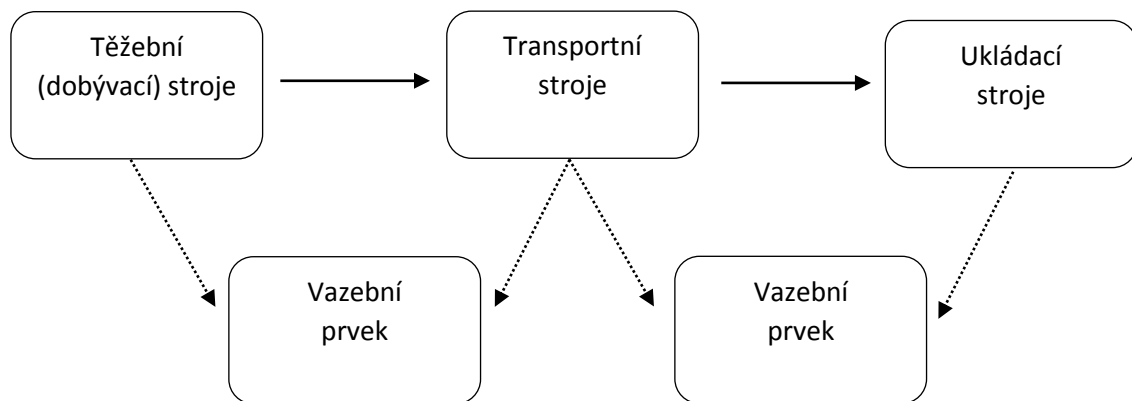 Těžební
(dobývací) stroje
Transportní
stroje
Ukládací
stroje
Vazební
prvek
Vazební
prvek